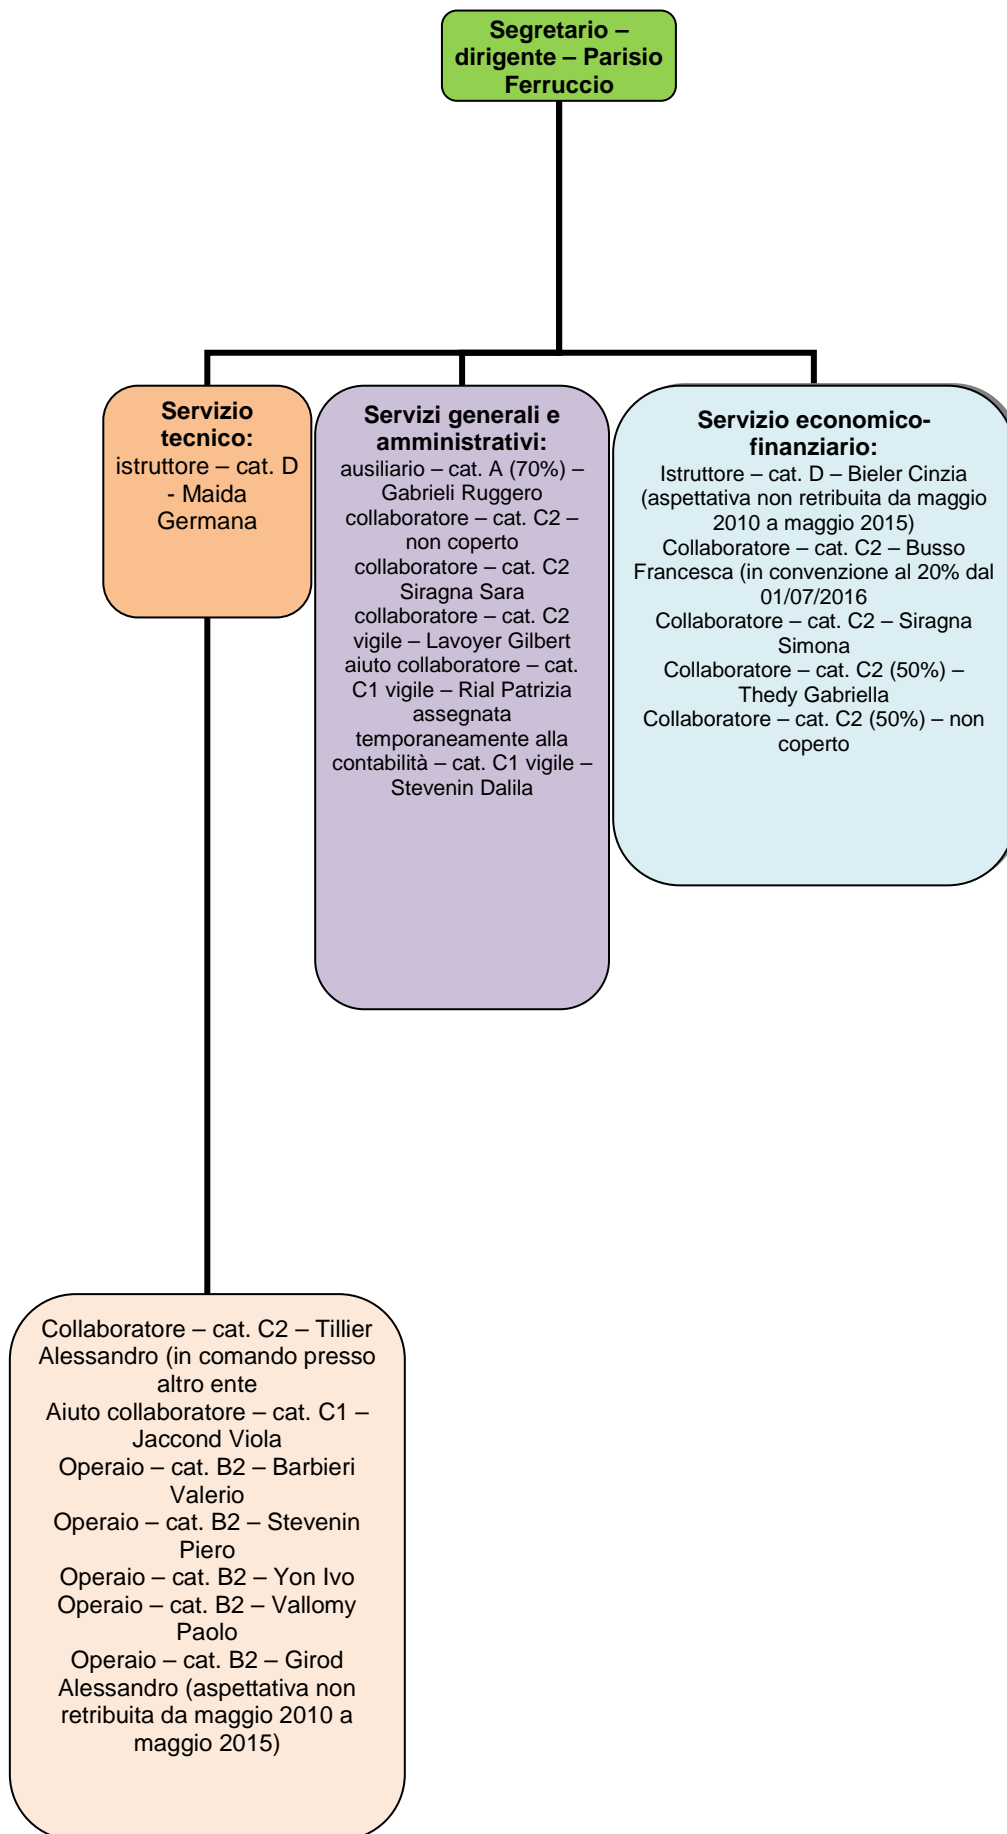 Segretario –
dirigente – Parisio
Ferruccio
Servizio
tecnico:
istruttore – cat. D
- Maida
Germana
Servizi generali e
amministrativi:
ausiliario – cat. A (70%) –
Gabrieli Ruggero
collaboratore – cat. C2 –
non coperto
collaboratore – cat. C2
Siragna Sara
collaboratore – cat. C2
vigile – Lavoyer Gilbert
aiuto collaboratore – cat.
C1 vigile – Rial Patrizia
assegnata
temporaneamente alla
contabilità – cat. C1 vigile –
Stevenin Dalila
Servizio economico-
finanziario:
Istruttore – cat. D – Bieler Cinzia
(aspettativa non retribuita da maggio
2010 a maggio 2015)
Collaboratore – cat. C2 – Busso
Francesca (in convenzione al 20% dal
01/07/2016
Collaboratore – cat. C2 – Siragna
Simona
Collaboratore – cat. C2 (50%) –
Thedy Gabriella
Collaboratore – cat. C2 (50%) – non
coperto
Collaboratore – cat. C2 – Tillier
Alessandro (in comando presso
altro ente
Aiuto collaboratore – cat. C1 –
Jaccond Viola
Operaio – cat. B2 – Barbieri
Valerio
Operaio – cat. B2 – Stevenin
Piero
Operaio – cat. B2 – Yon Ivo
Operaio – cat. B2 – Vallomy
Paolo
Operaio – cat. B2 – Girod
Alessandro (aspettativa non
retribuita da maggio 2010 a
maggio 2015)